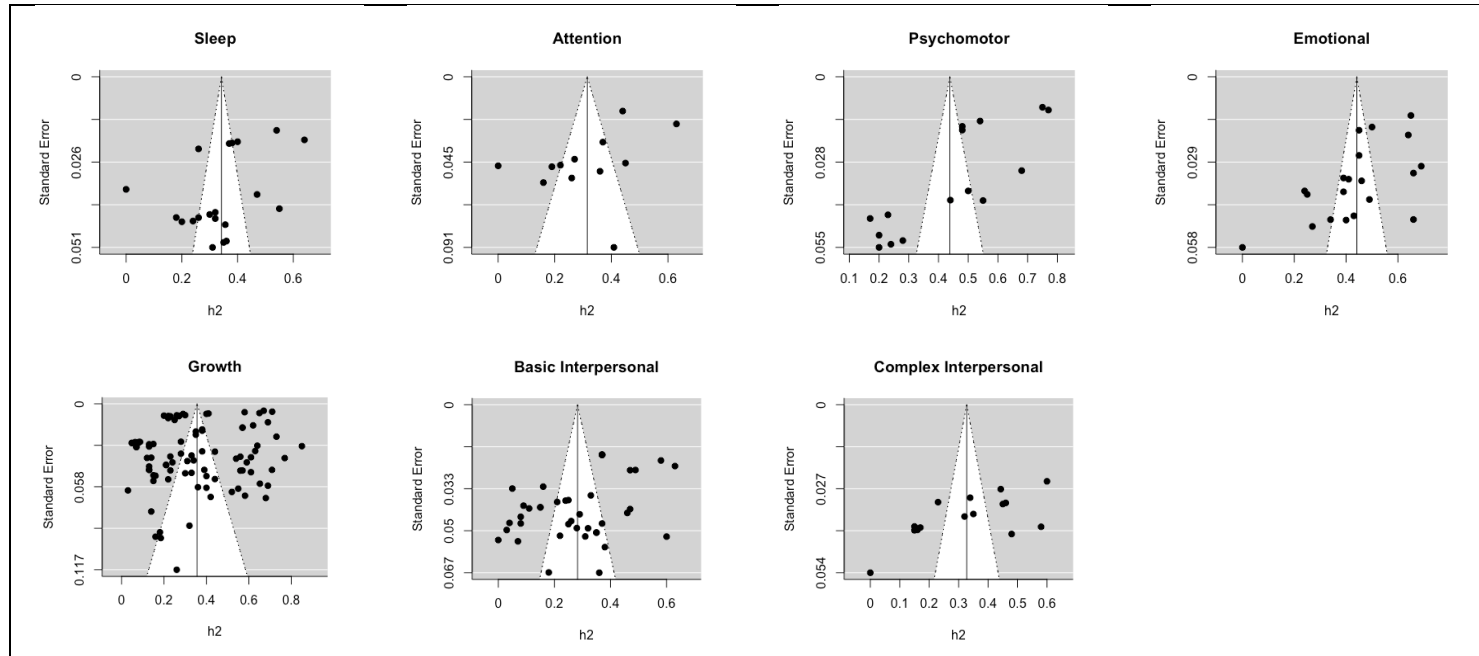 Sleep
Standard Error
0
0.026
0.051
0 0.2 0.4 0.6
h2
Attention
Standard Error
0
0.045
0.091
0 0.2 0.4 0.6
h2
Psychomotor
Standard Error
0
0.028
0.055
0.1 0.2 0.3 0.4 0.5 0.6 0.7 0.8
h2
Emotional
Standard Error
0
0.029
0.058
0 0.2 0.4 0.6
h2
Growth
Standard Error
0
0.058
0.117
0 0.2 0.4 0.6 0.8
h2
Basic Interpersonal
Standard Error
0
0.033
0.05
0.067
0 0.2 0.4 0.6
h2
Complex Interpersonal
Standard Error
0
0.027
0.054
0 0.1 0.2 0.3 0.4 0.5 0.6
h2